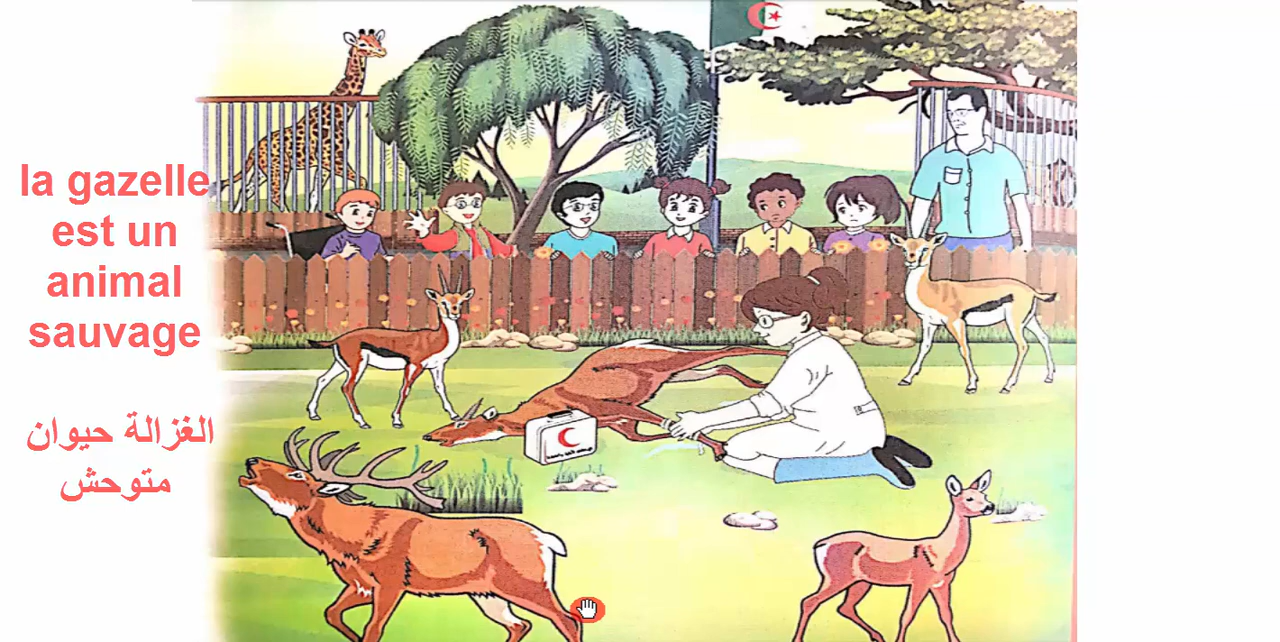 la gazelle
est un
animal
sauvage
الغزالة حيوان
متوحش